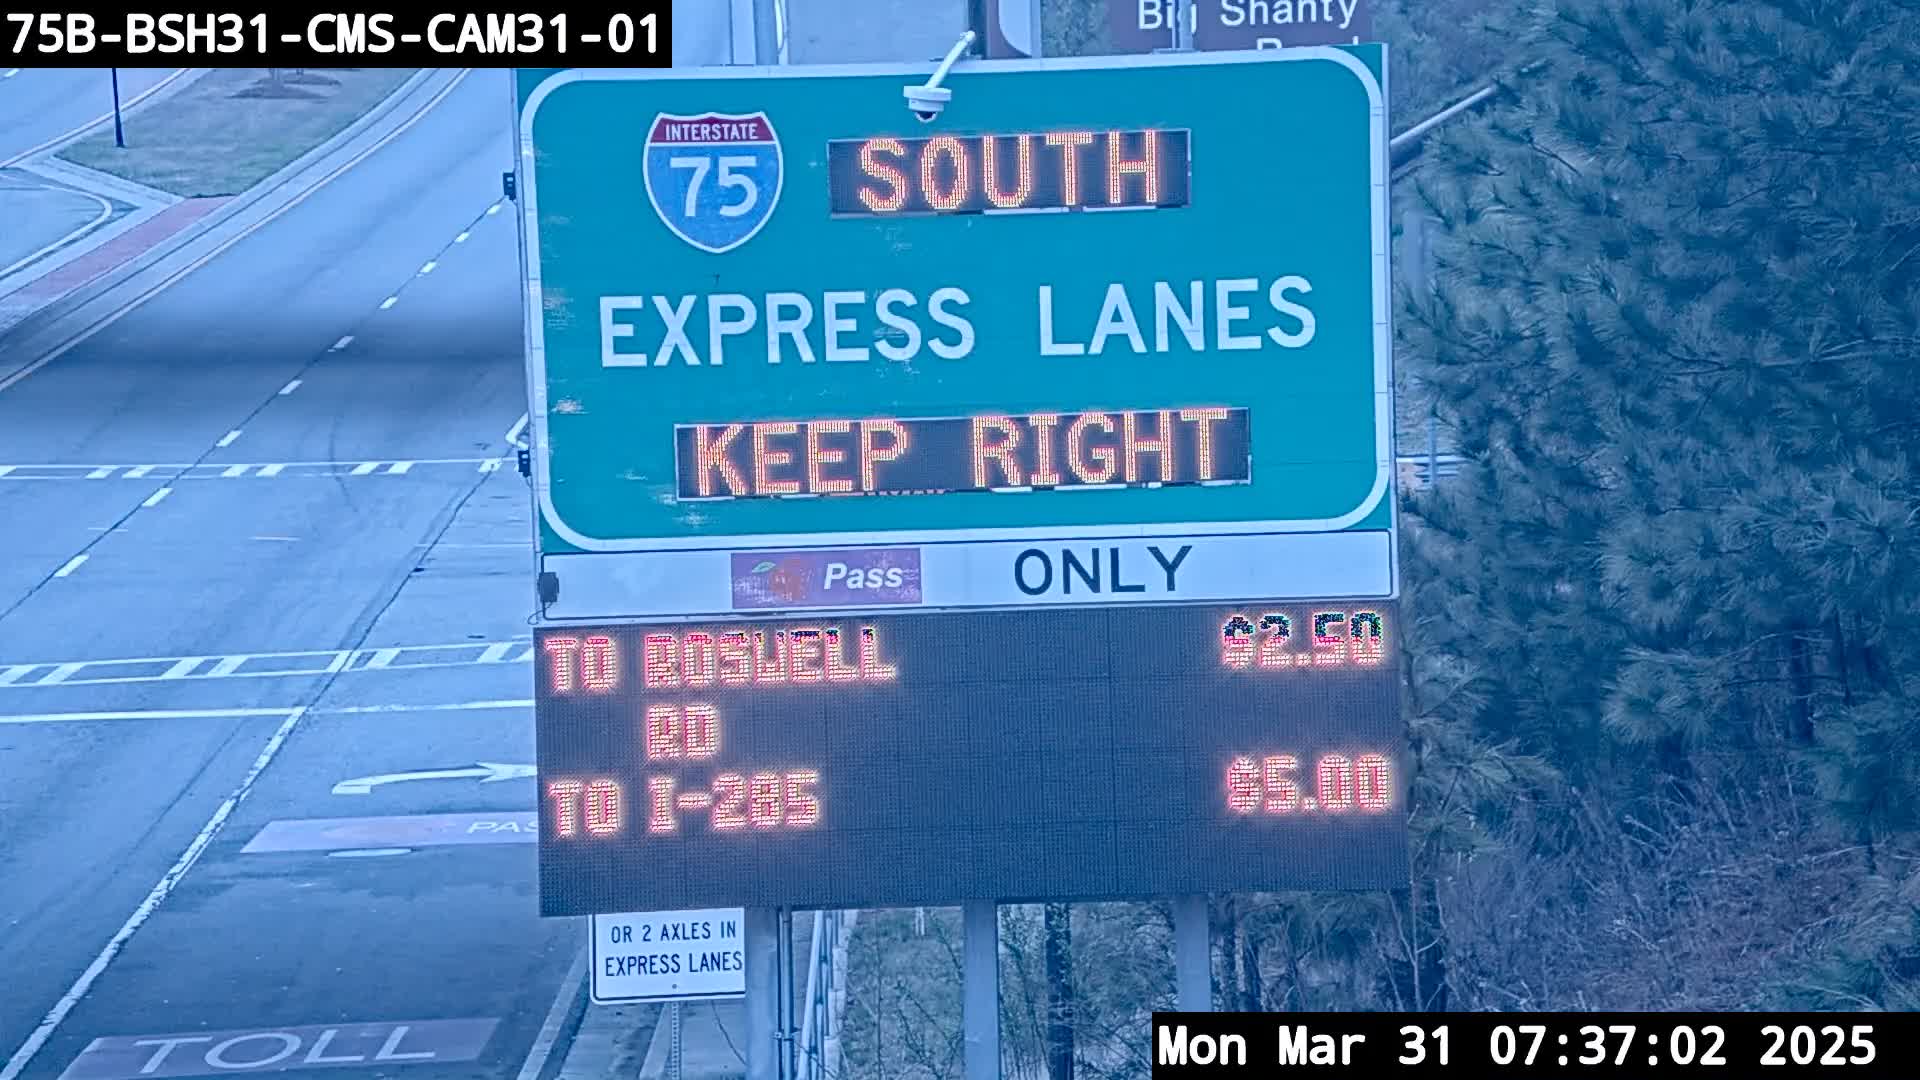 75B-BSH31-CMS-CAM31-01
Big Shanty
INTERSTATE
75
SOUTH
EXPRESS LANES
KEEP RIGHT
Pass ONLY
TO ROSWELL $2.50
RD
TO I-285 $5.00
OR 2 AXLES IN
EXPRESS LANES
TOLL
Mon Mar 31 07:37:02 2025